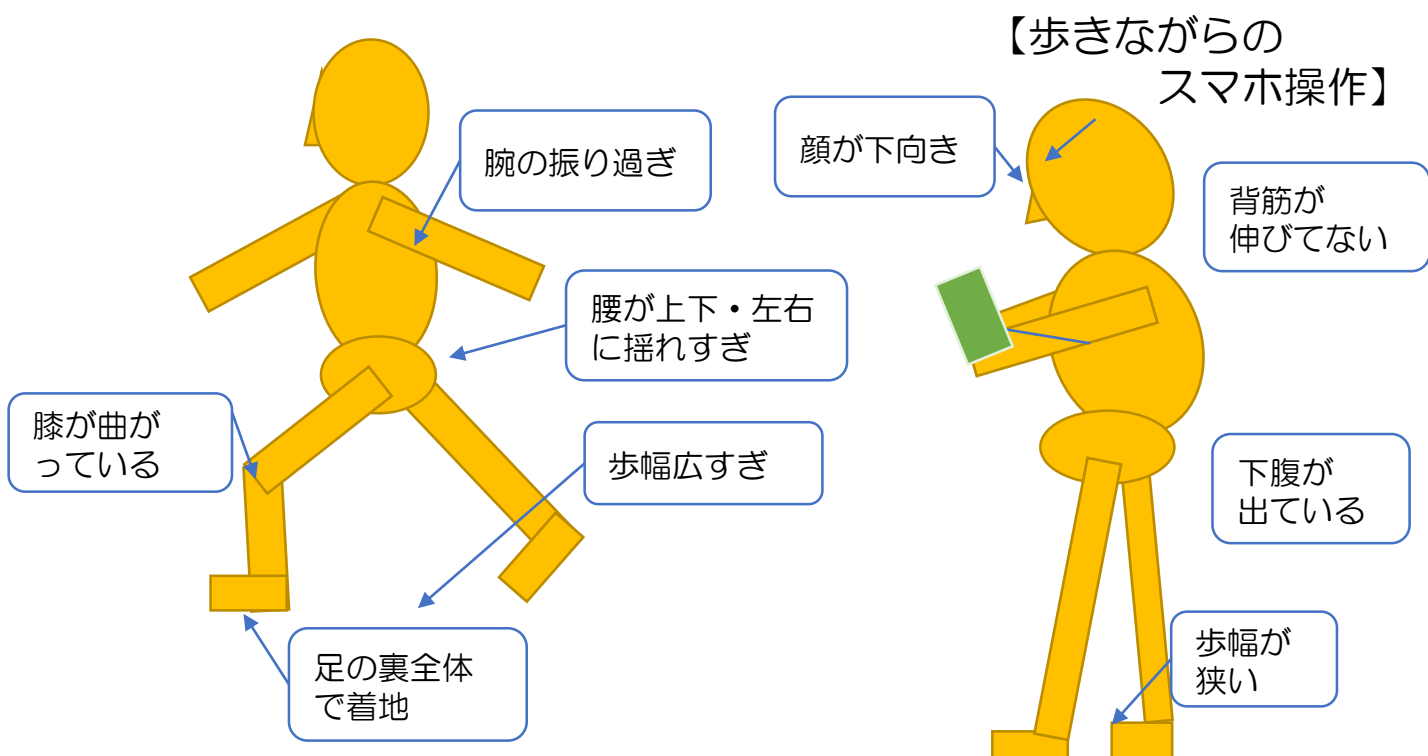 【歩きながらの
スマホ操作】
腕の振り過ぎ
腰が上下・左右
に揺れすぎ
膝が曲が
っている
歩幅広すぎ
足の裏全体
で着地
顔が下向き
背筋が
伸びてない
下腹が
出ている
歩幅が
狭い